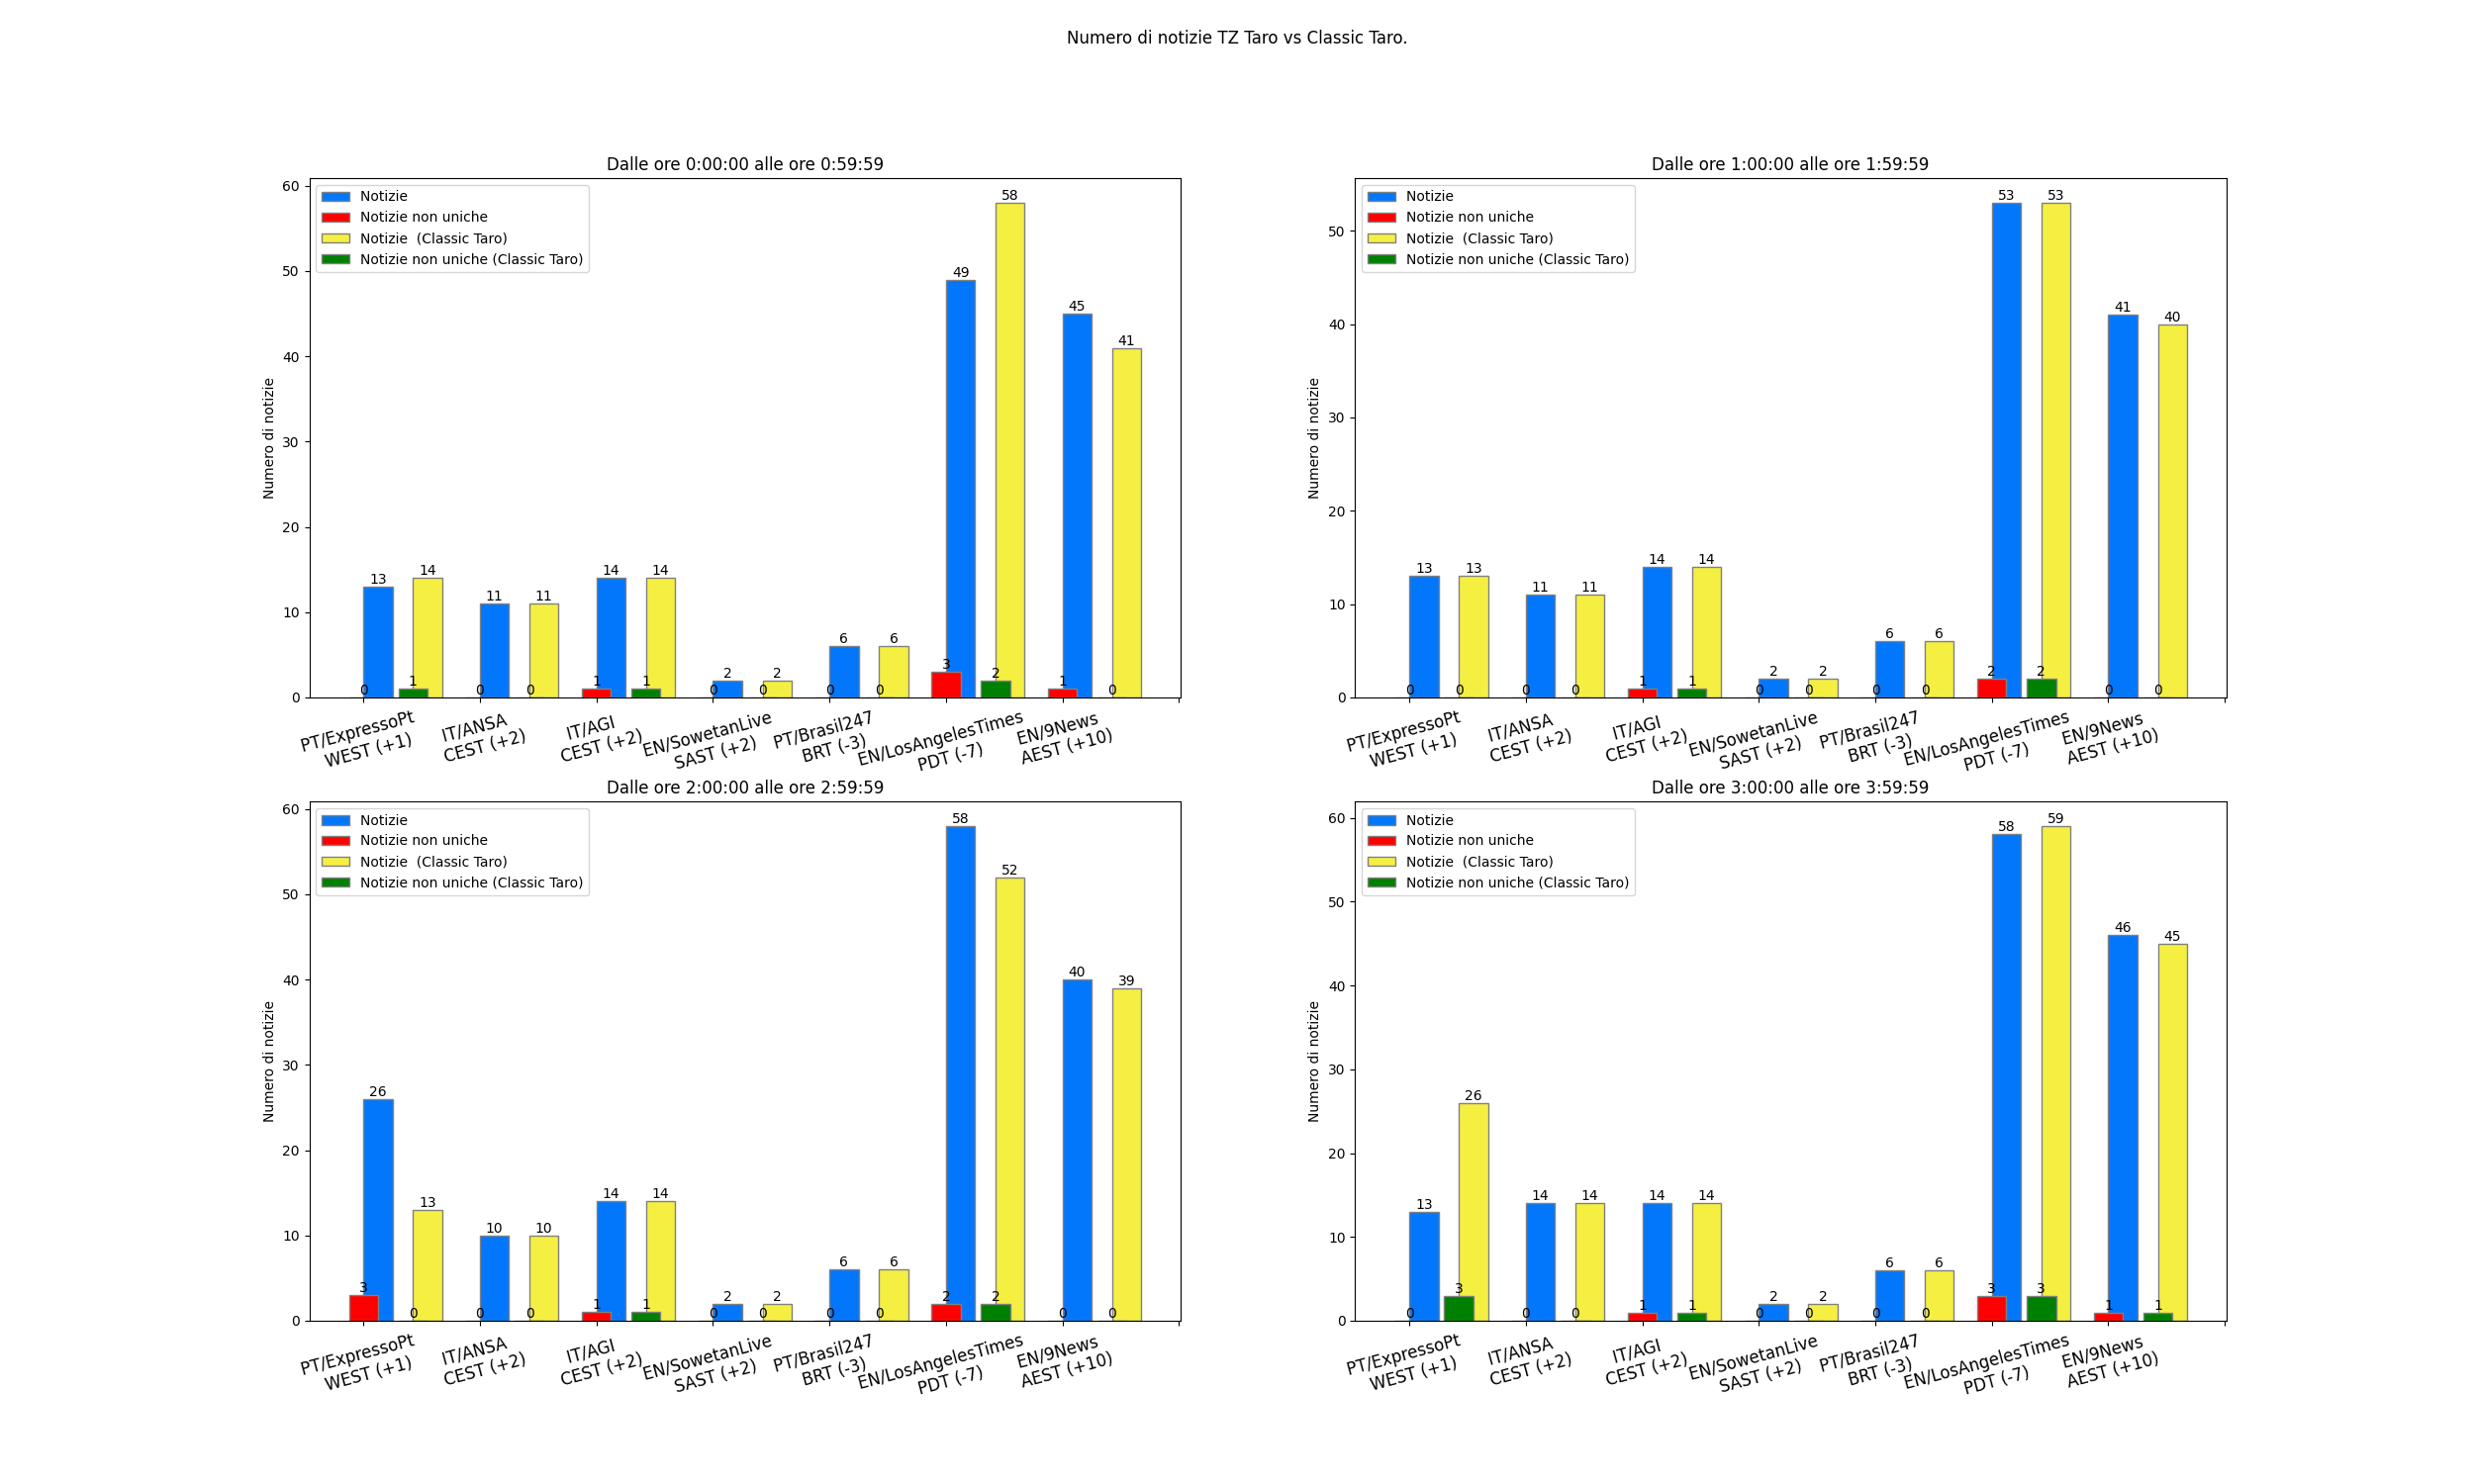 Numero di notizie TZ Taro vs Classic Taro.
Dalle ore 0:00:00 alle ore 0:59:59
Notizie
Notizie non uniche
Notizie  (Classic Taro)
Notizie non uniche (Classic Taro)
Numero di notizie
60
50
40
30
20
10
0
13 14 11 11 14 14 2 2 6 6 49 58 45 41
0 1 0 0 1 1 0 0 0 0 3 2 1 0
PT/ExpressoPt
WEST (+1)
IT/ANSA
CEST (+2)
IT/AGI
CEST (+2)
EN/SowetanLive
SAST (+2)
PT/Brasil247
BRT (-3)
EN/LosAngelesTimes
PDT (-7)
EN/9News
AEST (+10)
Dalle ore 1:00:00 alle ore 1:59:59
Notizie
Notizie non uniche
Notizie  (Classic Taro)
Notizie non uniche (Classic Taro)
Numero di notizie
50
40
30
20
10
0
13 13 11 11 14 14 2 2 6 6 53 53 41 40
0 0 0 0 1 1 0 0 0 0 2 2 0 0
PT/ExpressoPt
WEST (+1)
IT/ANSA
CEST (+2)
IT/AGI
CEST (+2)
EN/SowetanLive
SAST (+2)
PT/Brasil247
BRT (-3)
EN/LosAngelesTimes
PDT (-7)
EN/9News
AEST (+10)
Dalle ore 2:00:00 alle ore 2:59:59
Notizie
Notizie non uniche
Notizie  (Classic Taro)
Notizie non uniche (Classic Taro)
Numero di notizie
60
50
40
30
20
10
0
26 13 10 10 14 14 2 2 6 6 58 52 40 39
3 0 0 0 1 1 0 0 0 0 2 2 0 0
PT/ExpressoPt
WEST (+1)
IT/ANSA
CEST (+2)
IT/AGI
CEST (+2)
EN/SowetanLive
SAST (+2)
PT/Brasil247
BRT (-3)
EN/LosAngelesTimes
PDT (-7)
EN/9News
AEST (+10)
Dalle ore 3:00:00 alle ore 3:59:59
Notizie
Notizie non uniche
Notizie  (Classic Taro)
Notizie non uniche (Classic Taro)
Numero di notizie
60
50
40
30
20
10
0
13 26 14 14 14 14 2 2 6 6 58 59 46 45
0 3 0 0 1 1 0 0 0 0 3 3 1 1
PT/ExpressoPt
WEST (+1)
IT/ANSA
CEST (+2)
IT/AGI
CEST (+2)
EN/SowetanLive
SAST (+2)
PT/Brasil247
BRT (-3)
EN/LosAngelesTimes
PDT (-7)
EN/9News
AEST (+10)